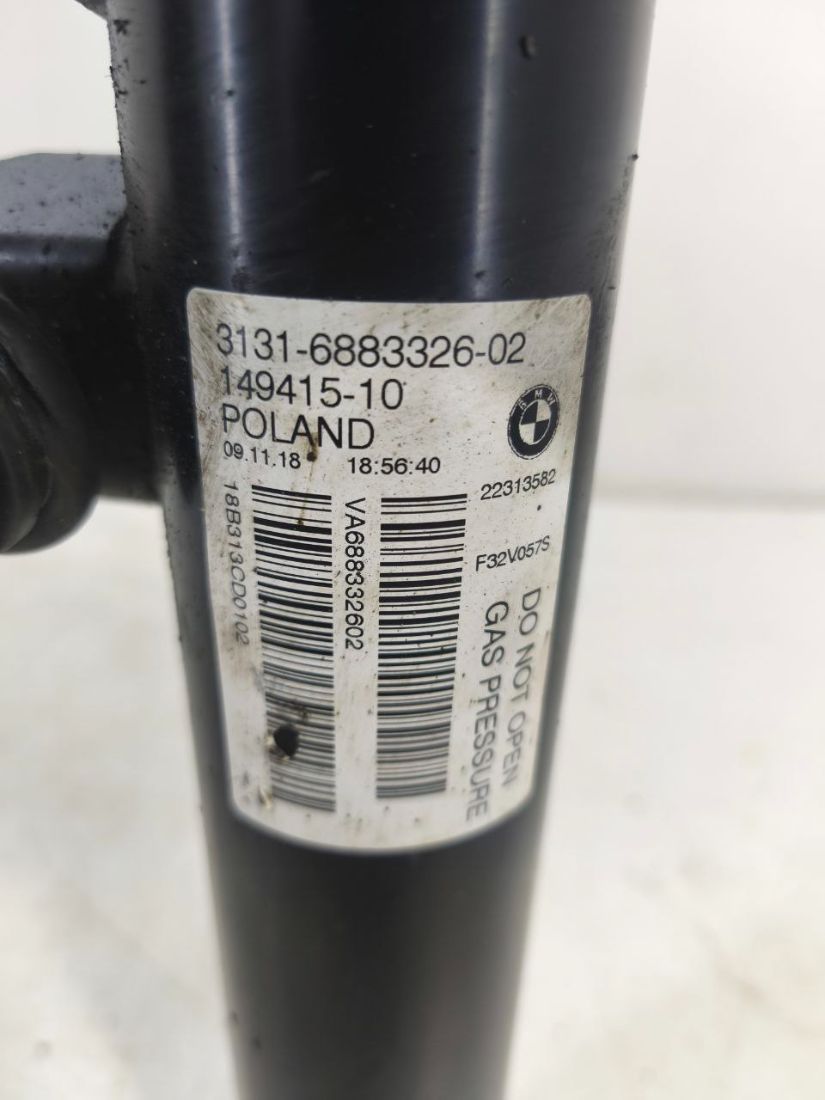 3131-6883326-02
149415-10
POLAND
09.11.18 18:56:40
BMW
22313582
F32V057S
18B313CD0102
VA688332602
DO NOT OPEN
GAS PRESSURE